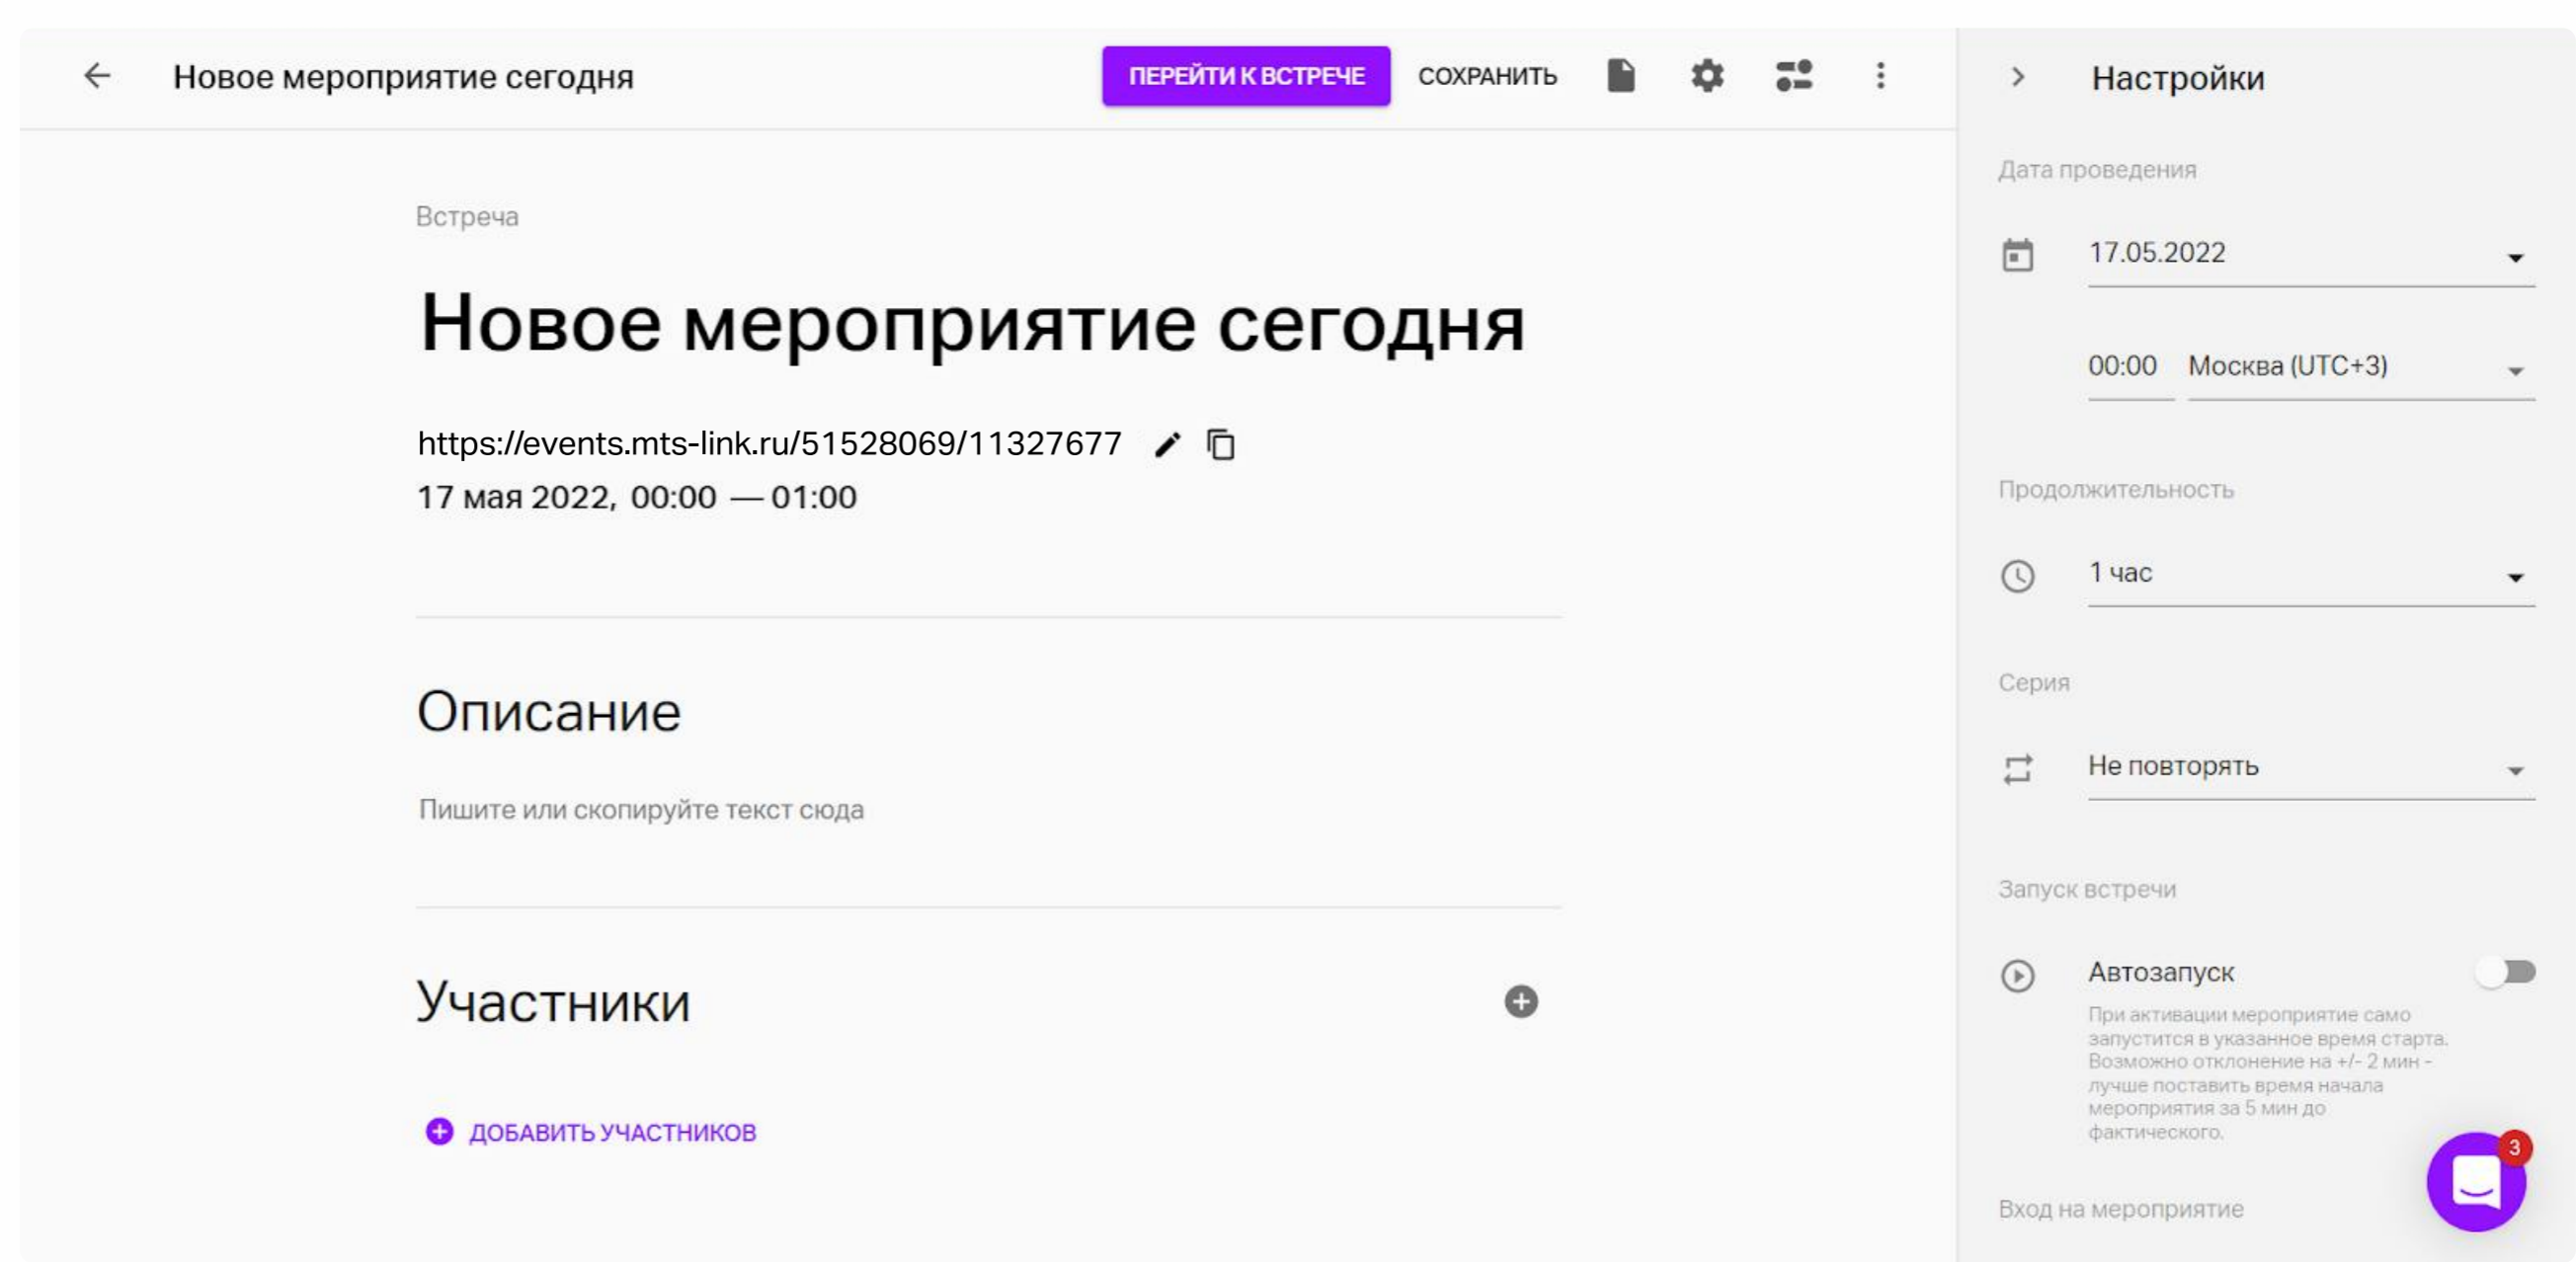 Новое мероприятие сегодня
ПЕРЕЙТИ К ВСТРЕЧЕ
СОХРАНИТЬ
Встреча
Новое мероприятие сегодня
https://events.mts-link.ru/51528069/11327677
17 мая 2022, 00:00 — 01:00
Описание
Пишите или скопируйте текст сюда
Участники
ДОБАВИТЬ УЧАСТНИКОВ
Настройки
Дата проведения
17.05.2022
00:00 Москва (UTC+3)
Продолжительность
1 час
Серия
Не повторять
Запуск встречи
Автозапуск
При активации мероприятие само
запустится в указанное время старта.
Возможно отклонение на +/- 2 мин -
лучше поставить время начала
мероприятия за 5 мин до
фактического.
3
Вход на мероприятие